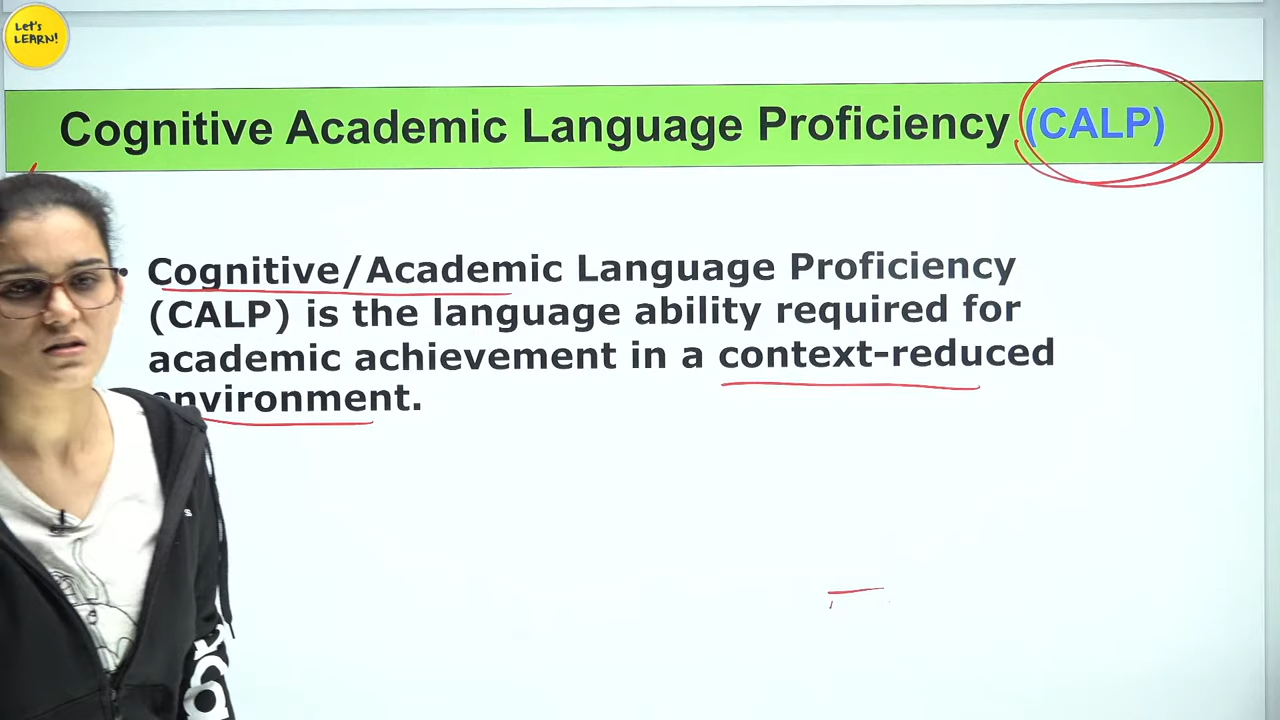 Let's
LEARN!
Cognitive Academic Language Proficiency (CALP)
• Cognitive/Academic Language Proficiency
(CALP) is the language ability required for
academic achievement in a context-reduced
environment.
s